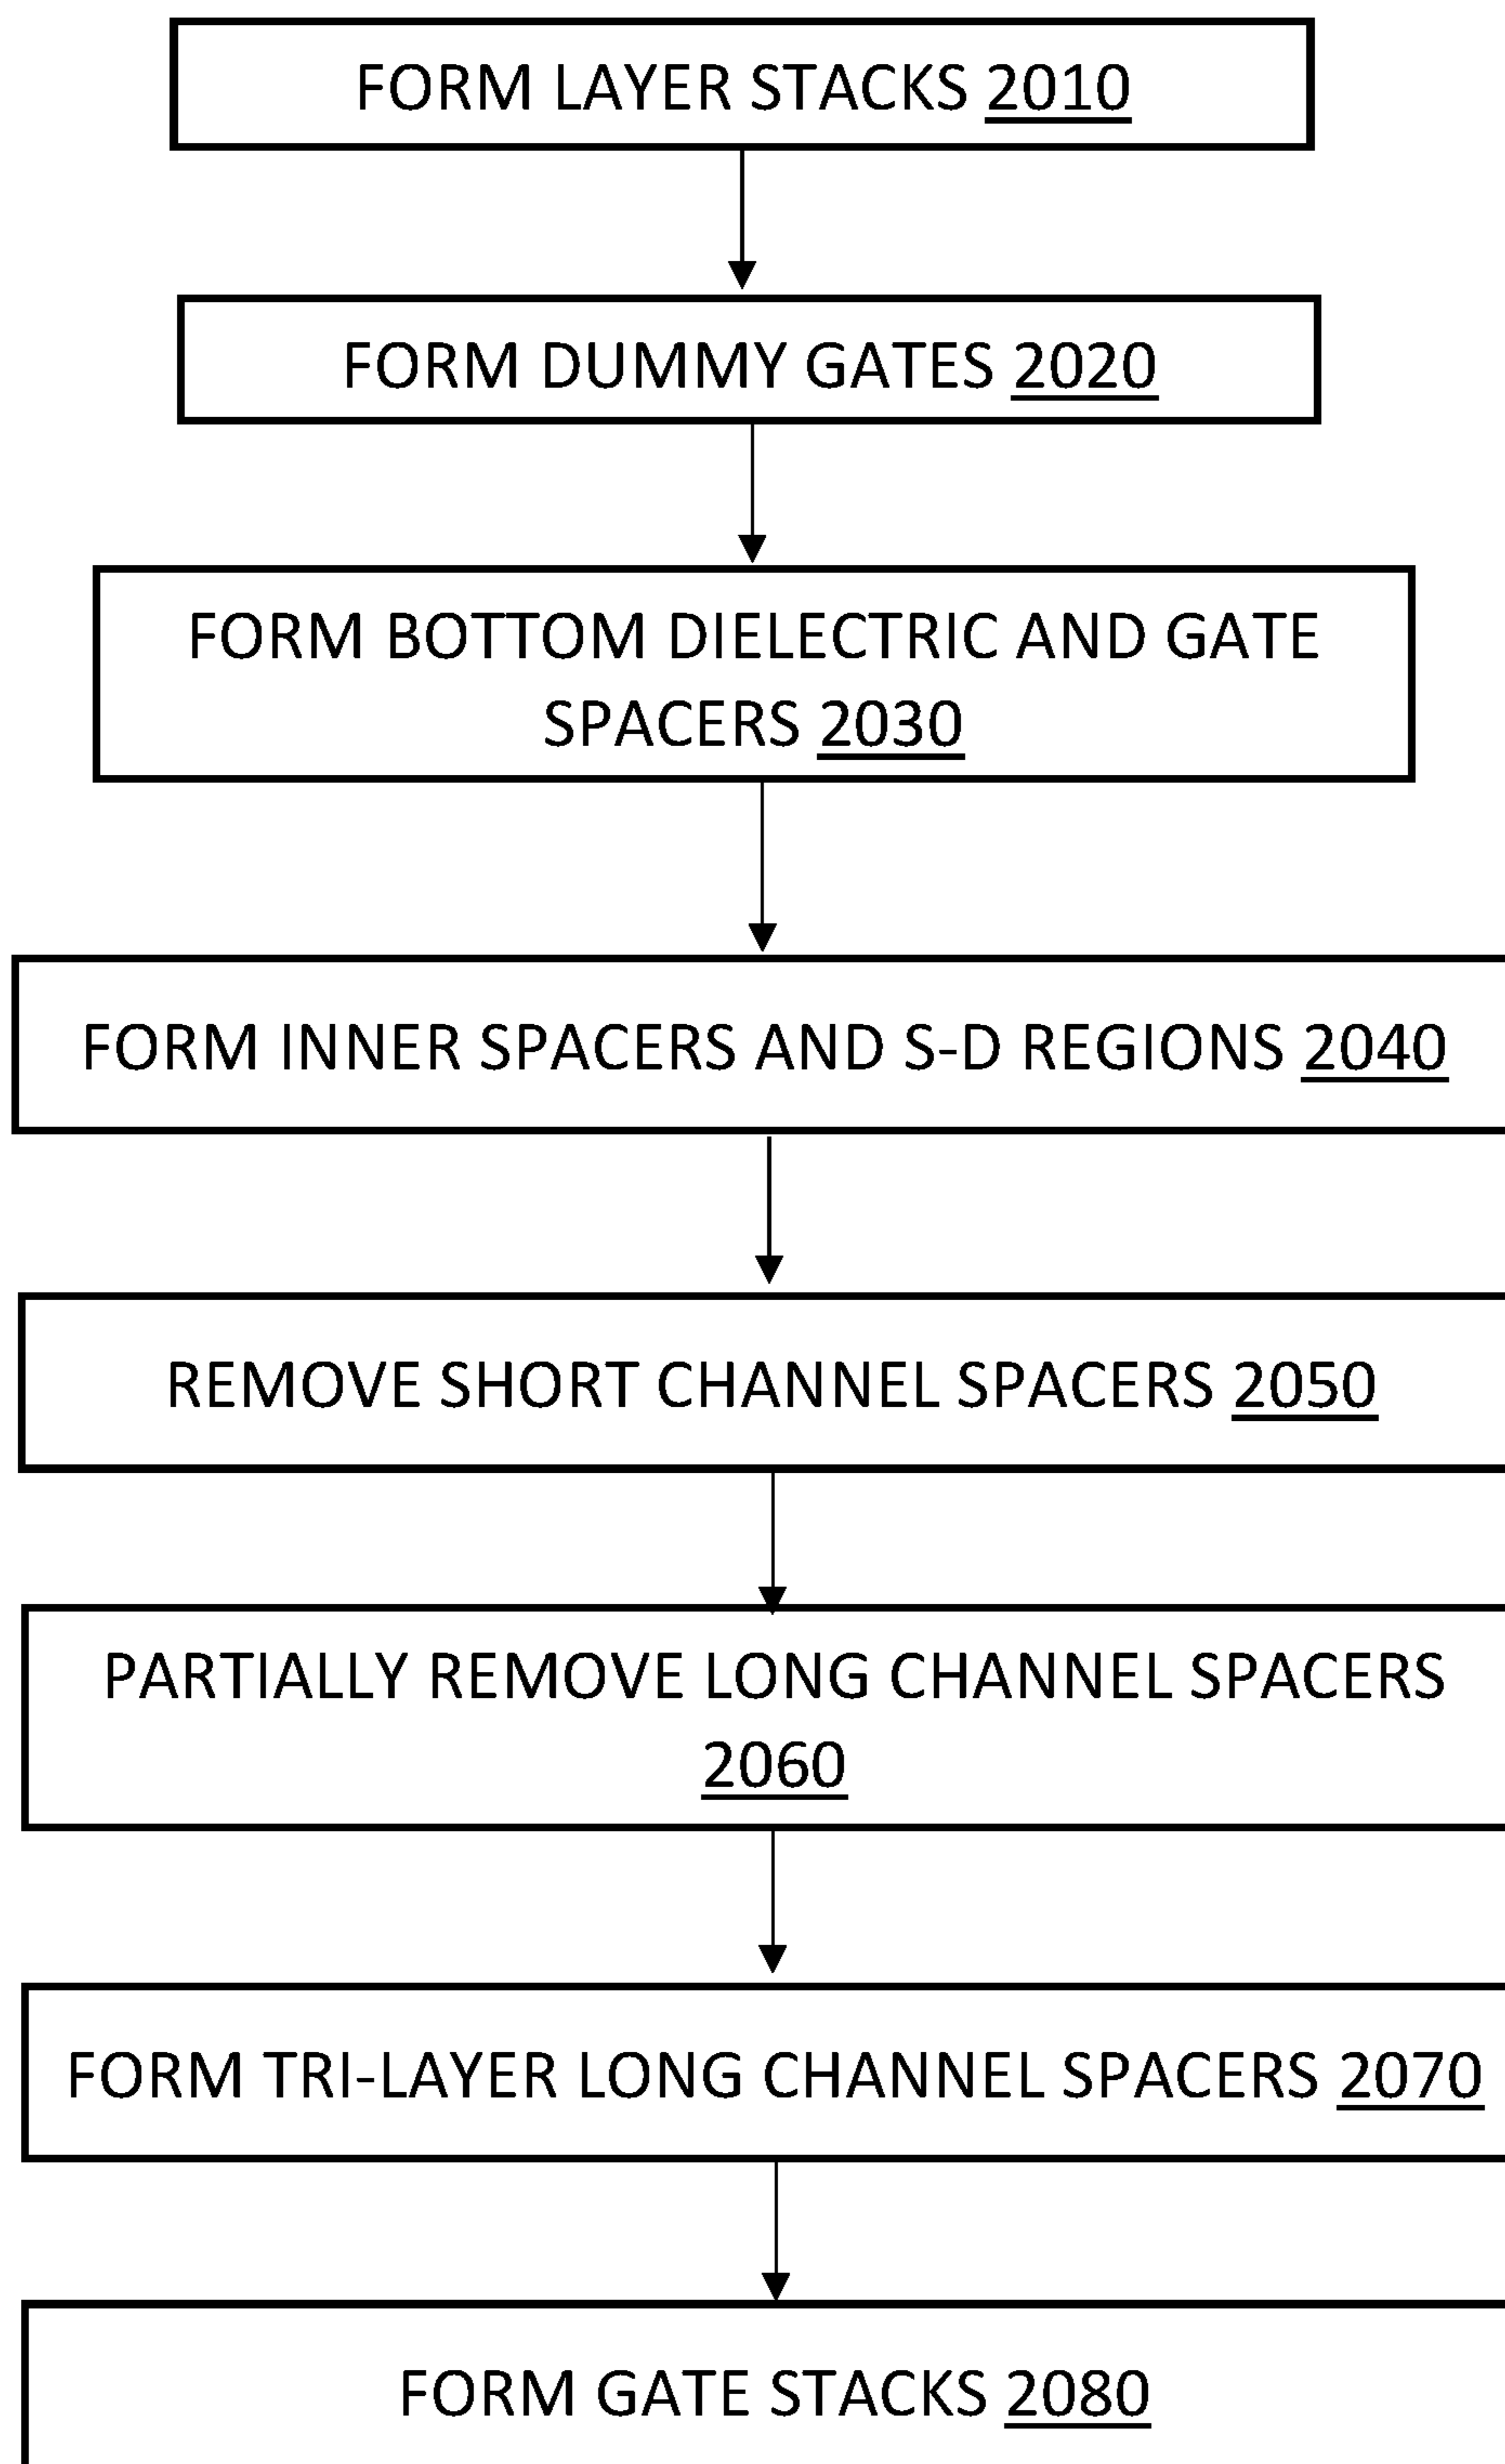 FORM LAYER STACKS 2010
FORM DUMMY GATES 2020
FORM BOTTOM DIELECTRIC AND GATE
SPACERS 2030
FORM INNER SPACERS AND S-D REGIONS 2040
REMOVE SHORT CHANNEL SPACERS 2050
PARTIALLY REMOVE LONG CHANNEL SPACERS
2060
FORM TRI-LAYER LONG CHANNEL SPACERS 2070
FORM GATE STACKS 2080